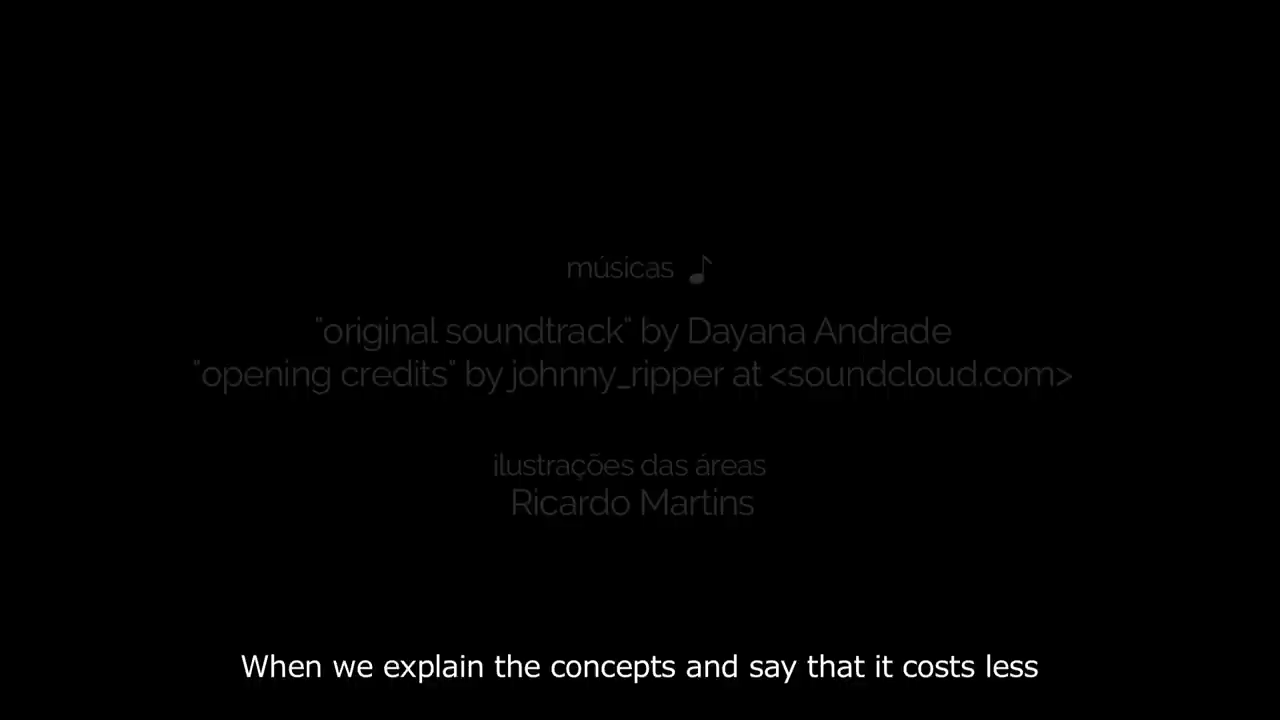 músicas ♪
"original soundtrack" by Dayana Andrade
"opening credits" by johnny_ripper at <soundcloud.com>
ilustrações das áreas
Ricardo Martins
When we explain the concepts and say that it costs less